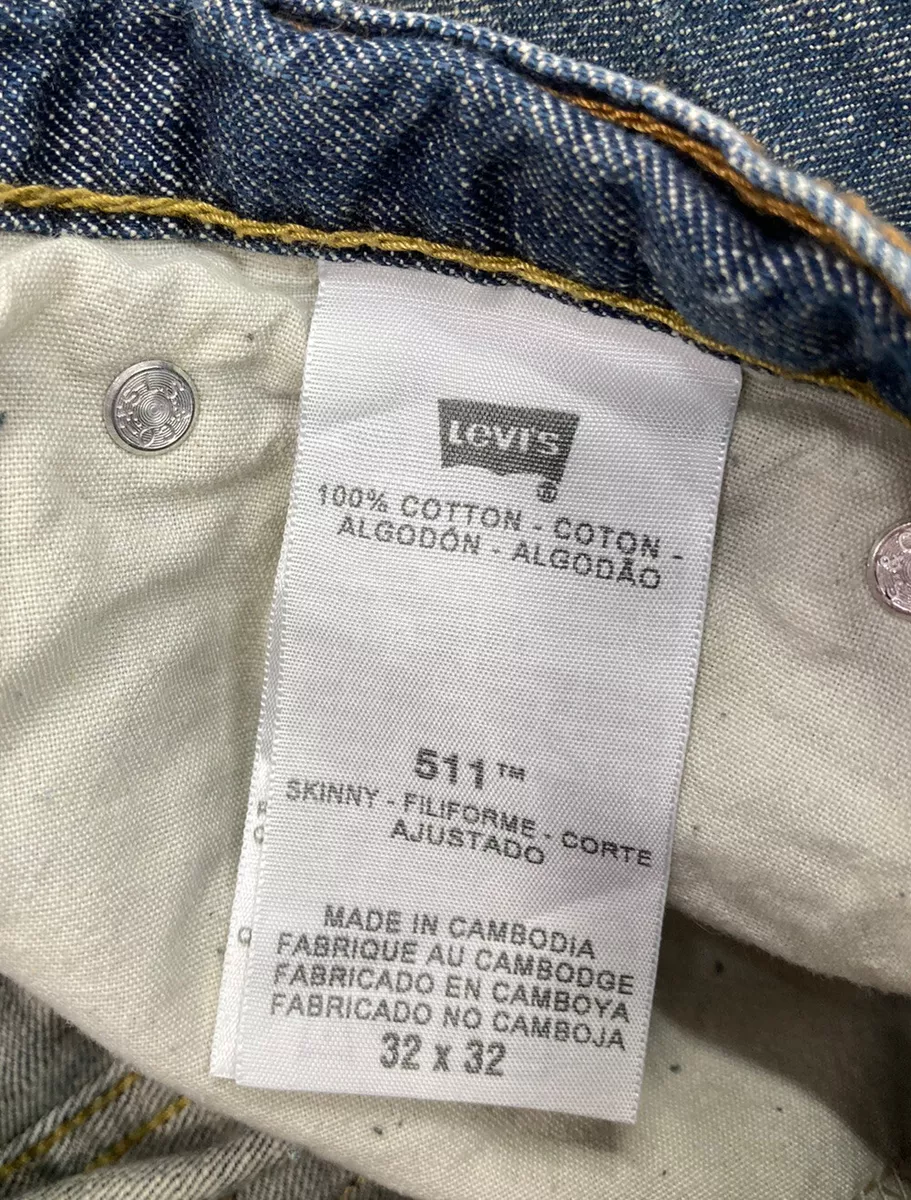 LEVI'S
®
100% COTTON - COTON -
ALGODÓN - ALGODÃO
511™
SKINNY - FILIFORME - CORTE
AJUSTADO
MADE IN CAMBODIA
FABRIQUE AU CAMBODGE
FABRICADO EN CAMBOYA
FABRICADO NO CAMBOJA
32 x 32